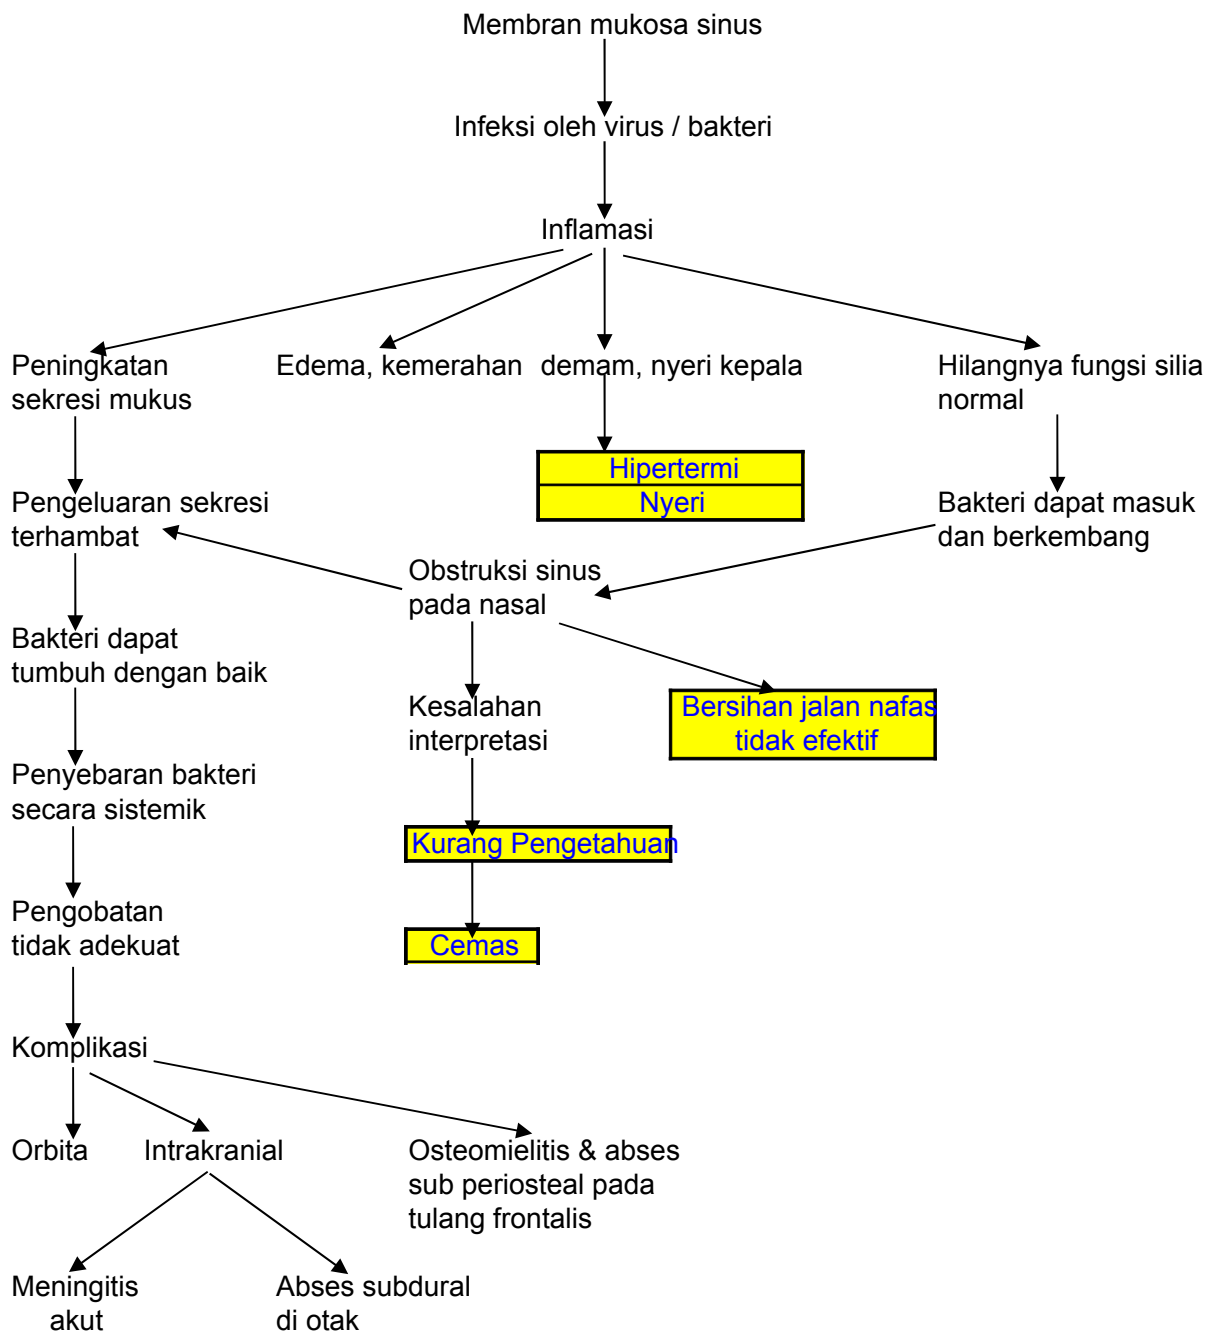 Membran mukosa sinus
Infeksi oleh virus / bakteri
Inflamasi
Peningkatan
sekresi mukus
Edema, kemerahan
demam, nyeri kepala
Hilangnya fungsi silia
normal
Hipertermi
Nyeri
Pengeluaran sekresi
terhambat
Bakteri dapat masuk
dan berkembang
Obstruksi sinus
pada nasal
Bakteri dapat
tumbuh dengan baik
Kesalahan
interpretasi
Bersihan jalan nafas
tidak efektif
Penyebaran bakteri
secara sistemik
Kurang Pengetahuan
Pengobatan
tidak adekuat
Cemas
Komplikasi
Orbita
Intrakranial
Osteomielitis & abses
sub periosteal pada
tulang frontalis
Meningitis
akut
Abses subdural
di otak